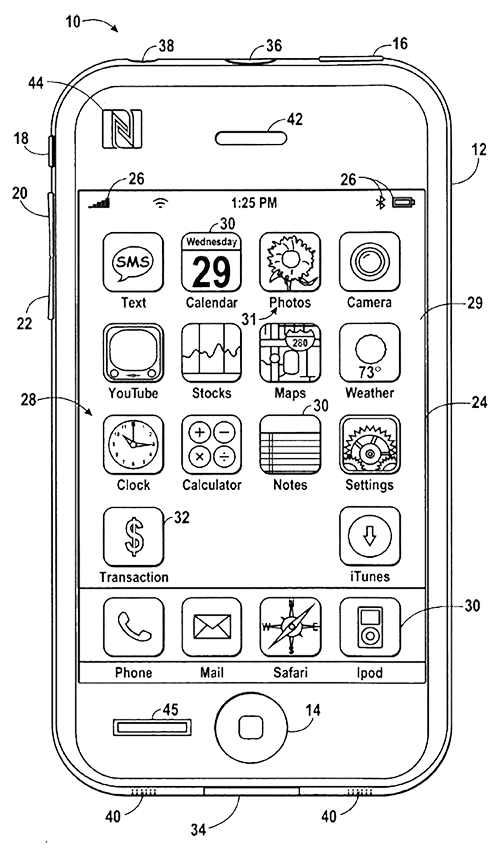 10
38
36
16
44
42
18
12
20
26
1:25 PM
26
30
SMS
Wednesday
29
Text
Calendar
Photos
Camera
22
31
29
280
73°
YouTube
Stocks
Maps
Weather
28
30
24
12
Clock
Calculator
Notes
Settings
$
32
Transaction
iTunes
W
N
E
S
30
Phone
Mail
Safari
Ipod
45
14
40
34
40